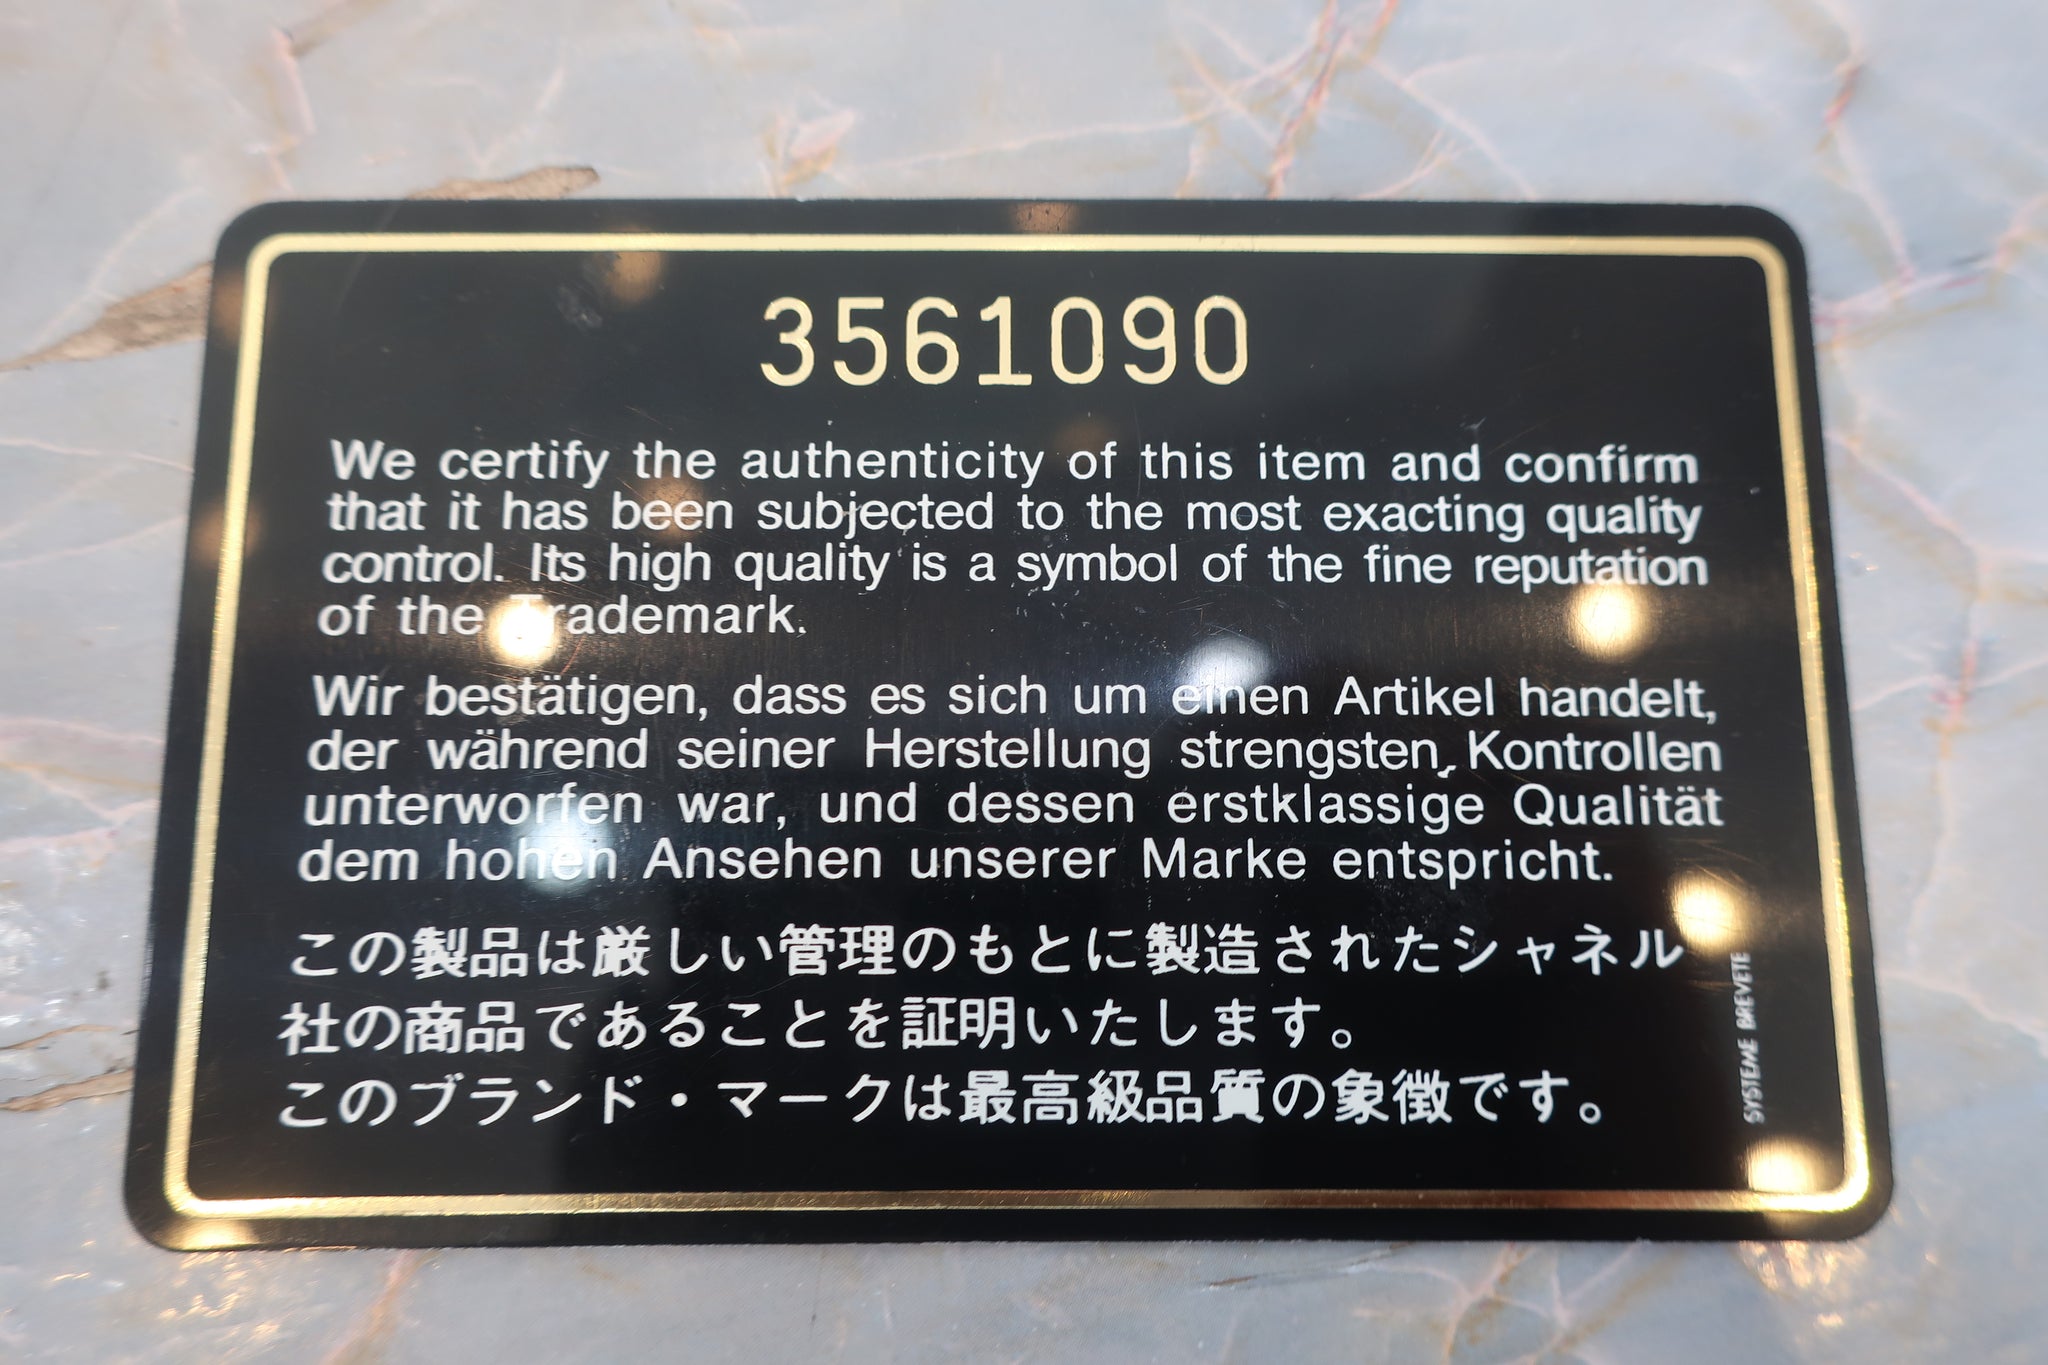 3561090
We certify the authenticity of this item and confirm
that it has been subjected to the most exacting quality
control. Its high quality is a symbol of the fine reputation
of the Trademark.
Wir bestätigen, dass es sich um einen Artikel handelt,
der während seiner Herstellung strengsten Kontrollen
unterworfen war, und dessen erstklassige Qualität
dem hohen Ansehen unserer Marke entspricht.
この製品は厳しい管理のもとに製造されたシャネル
社の商品であることを証明いたします。
このブランド・マークは最高級品質の象徴です。
SYSTEME BREVETE